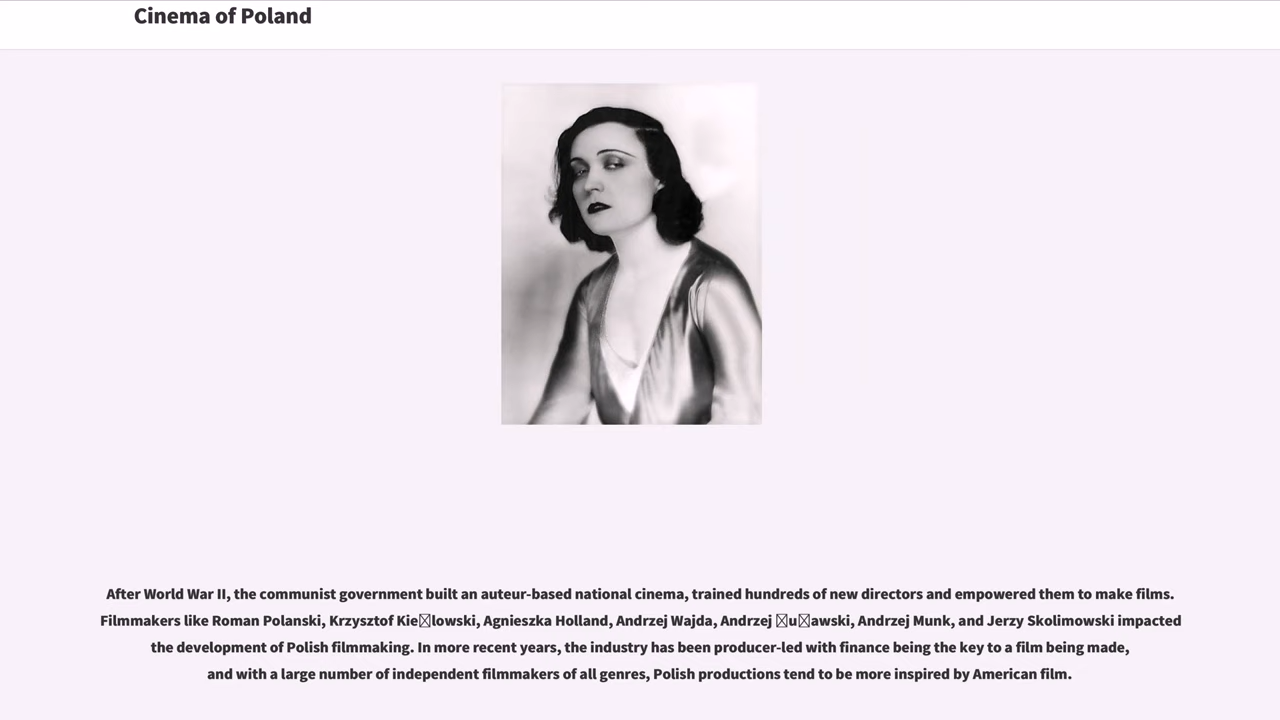 Cinema of Poland
After World War II, the communist government built an auteur-based national cinema, trained hundreds of new directors and empowered them to make films.
Filmmakers like Roman Polanski, Krzysztof Kie☒lowski, Agnieszka Holland, Andrzej Wajda, Andrzej ☒u☒awski, Andrzej Munk, and Jerzy Skolimowski impacted
the development of Polish filmmaking. In more recent years, the industry has been producer-led with finance being the key to a film being made,
and with a large number of independent filmmakers of all genres, Polish productions tend to be more inspired by American film.